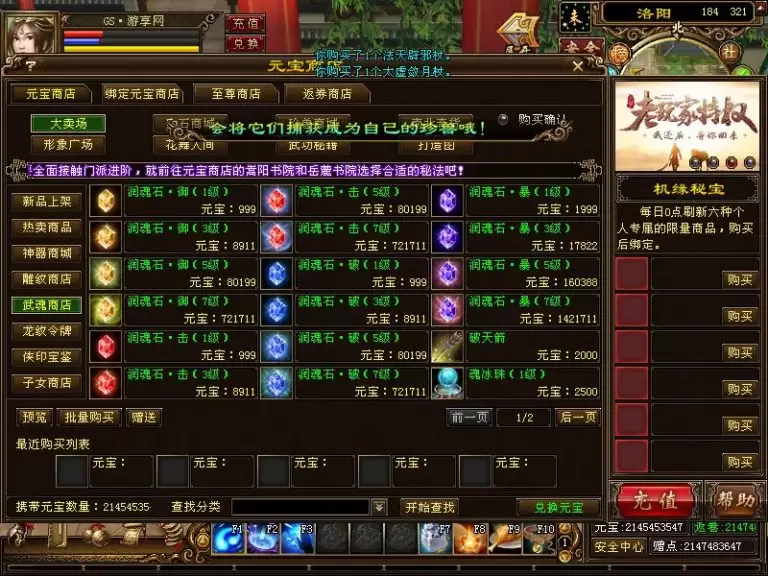 GS·游享网
充值
兑换
洛阳 184 321
北
安全
你购买了1个法天辟邪杖。
你购买了1个太虚敛月杖。
元宝商店
元宝商店 绑定元宝商店 至尊商店 返券商店
大卖场
购买确认
会将它们捕获成为自己的珍兽哦！
形象广场 花舞人间 武功秘籍 打造图
全面接触门派进阶，就前往元宝商店的嵩阳书院和岳麓书院选择合适的秘法吧！
新品上架
热卖商品
神器商城
雕纹商店
武魂商店
龙纹令牌
侠印宝鉴
子女商店
润魂石·御（1级） 润魂石·击（5级） 润魂石·暴（1级）
元宝：999 元宝：80199 元宝：1999
润魂石·御（3级） 润魂石·击（7级） 润魂石·暴（3级）
元宝：8911 元宝：721711 元宝：17822
润魂石·御（5级） 润魂石·破（1级） 润魂石·暴（5级）
元宝：80199 元宝：999 元宝：160388
润魂石·御（7级） 润魂石·破（3级） 润魂石·暴（7级）
元宝：721711 元宝：8911 元宝：1421711
润魂石·击（1级） 润魂石·破（5级） 破天箭
元宝：999 元宝：80199 元宝：2000
润魂石·击（3级） 润魂石·破（7级） 魂冰珠（1级）
元宝：8911 元宝：721711 元宝：2500
预览 批量购买 赠送 前一页 1/2 后一页
最近购买列表
元宝： 元宝： 元宝： 元宝： 元宝：
携带元宝数量：21454535 查找分类 开始查找 兑换元宝
老玩家特权
我还在，等你回来
机缘秘宝
每日0点刷新六种个
人专属的限量商品，购买
后绑定。
购买
购买
购买
购买
购买
购买
充值 帮助
F1 F2 F3 F7 F8 F9 F10
1
元宝：2145453547
安全中心 赠点：2147483647